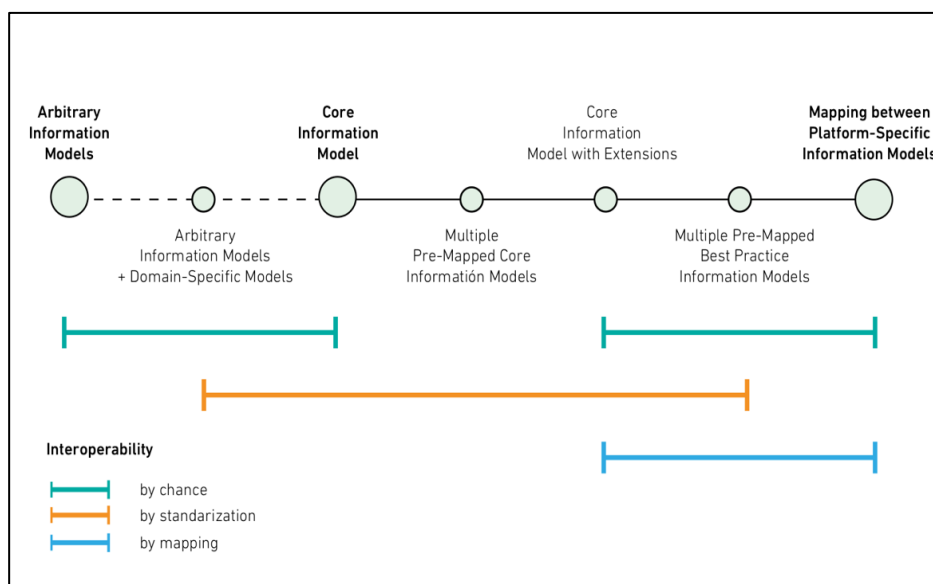 Arbitrary
Information
Models
Core
Information
Model
Core
Information
Model with Extensions
Mapping between
Platform-Specific
Information Models
Arbitrary
Information Models
+ Domain-Specific Models
Multiple
Pre-Mapped Core
Informatión Models
Multiple Pre-Mapped
Best Practice
Information Models
Interoperability
by chance
by standarization
by mapping